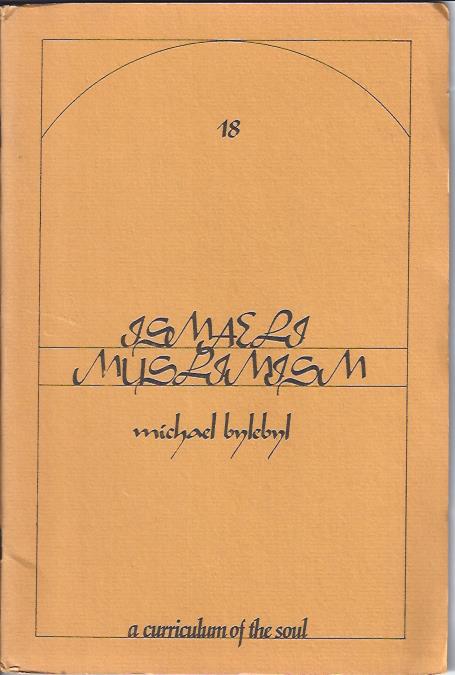 18
ISMAELI
MUSLIMISM
michael bylebyl
a curriculum of the soul